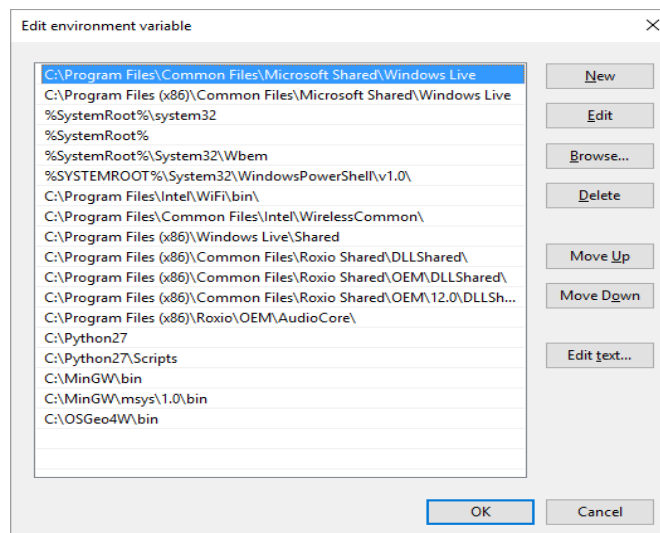 Edit environment variable
C:\Program Files\Common Files\Microsoft Shared\Windows Live
C:\Program Files (x86)\Common Files\Microsoft Shared\Windows Live
%SystemRoot%\system32
%SystemRoot%
%SystemRoot%\System32\Wbem
%SYSTEMROOT%\System32\WindowsPowerShell\v1.0\
C:\Program Files\Intel\WiFi\bin\
C:\Program Files\Common Files\Intel\WirelessCommon\
C:\Program Files (x86)\Windows Live\Shared
C:\Program Files (x86)\Common Files\Roxio Shared\DLLShared\
C:\Program Files (x86)\Common Files\Roxio Shared\OEM\DLLShared\
C:\Program Files (x86)\Common Files\Roxio Shared\OEM\12.0\DLLSh...
C:\Program Files (x86)\Roxio\OEM\AudioCore\
C:\Python27
C:\Python27\Scripts
C:\MinGW\bin
C:\MinGW\msys\1.0\bin
C:\OSGeo4W\bin
New
Edit
Browse...
Delete
Move Up
Move Down
Edit text...
OK
Cancel